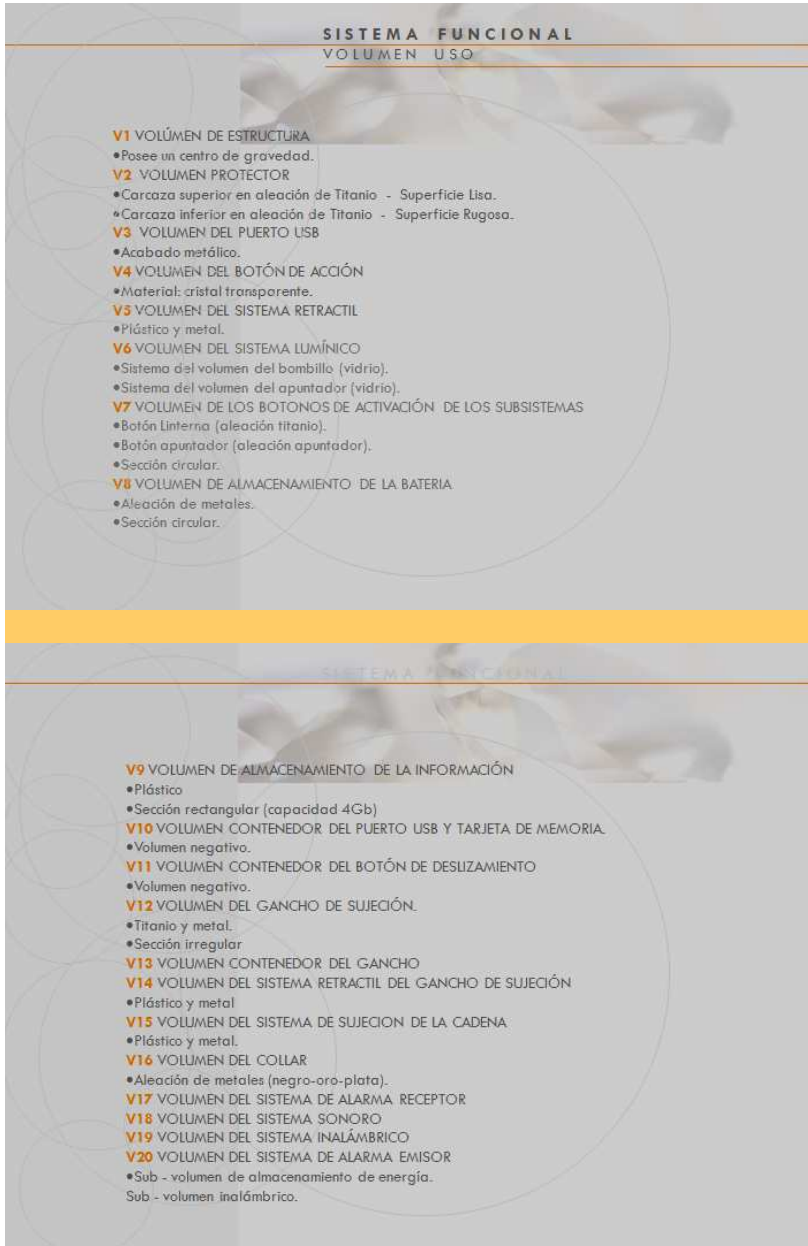 SISTEMA FUNCIONAL
VOLUMEN USO
V1 VOLÚMEN DE ESTRUCTURA
•Posee un centro de gravedad.
V2 VOLUMEN PROTECTOR
•Carcaza superior en aleación de Titanio - Superficie Lisa.
•Carcaza inferior en aleación de Titanio - Superficie Rugosa.
V3 VOLUMEN DEL PUERTO USB
•Acabado metálico.
V4 VOLUMEN DEL BOTÓN DE ACCIÓN
•Material: cristal transparente.
V5 VOLUMEN DEL SISTEMA RETRACTIL
•Plástico y metal.
V6 VOLUMEN DEL SISTEMA LUMÍNICO
•Sistema del volumen del bombillo (vidrio).
•Sistema del volumen del apuntador (vidrio).
V7 VOLUMEN DE LOS BOTONOS DE ACTIVACIÓN DE LOS SUBSISTEMAS
•Botón Linterna (aleación titanio).
•Botón apuntador (aleación apuntador).
•Sección circular.
V8 VOLUMEN DE ALMACENAMIENTO DE LA BATERIA
•Aleación de metales.
•Sección circular.
SISTEMA FUNCIONAL
V9 VOLUMEN DE ALMACENAMIENTO DE LA INFORMACIÓN
•Plástico
•Sección rectangular (capacidad 4Gb)
V10 VOLUMEN CONTENEDOR DEL PUERTO USB Y TARJETA DE MEMORIA.
•Volumen negativo.
V11 VOLUMEN CONTENEDOR DEL BOTÓN DE DESLIZAMIENTO
•Volumen negativo.
V12 VOLUMEN DEL GANCHO DE SUJECIÓN.
•Titanio y metal.
•Sección irregular
V13 VOLUMEN CONTENEDOR DEL GANCHO
V14 VOLUMEN DEL SISTEMA RETRACTIL DEL GANCHO DE SUJECIÓN
•Plástico y metal
V15 VOLUMEN DEL SISTEMA DE SUJECION DE LA CADENA
•Plástico y metal.
V16 VOLUMEN DEL COLLAR
•Aleación de metales (negro-oro-plata).
V17 VOLUMEN DEL SISTEMA DE ALARMA RECEPTOR
V18 VOLUMEN DEL SISTEMA SONORO
V19 VOLUMEN DEL SISTEMA INALÁMBRICO
V20 VOLUMEN DEL SISTEMA DE ALARMA EMISOR
•Sub - volumen de almacenamiento de energía.
Sub - volumen inalámbrico.